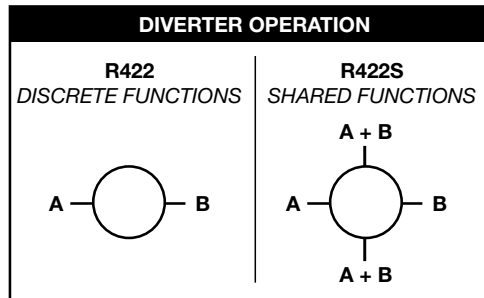 DIVERTER OPERATION
R422
DISCRETE FUNCTIONS
A
B
R422S
SHARED FUNCTIONS
A + B
A
B
A + B